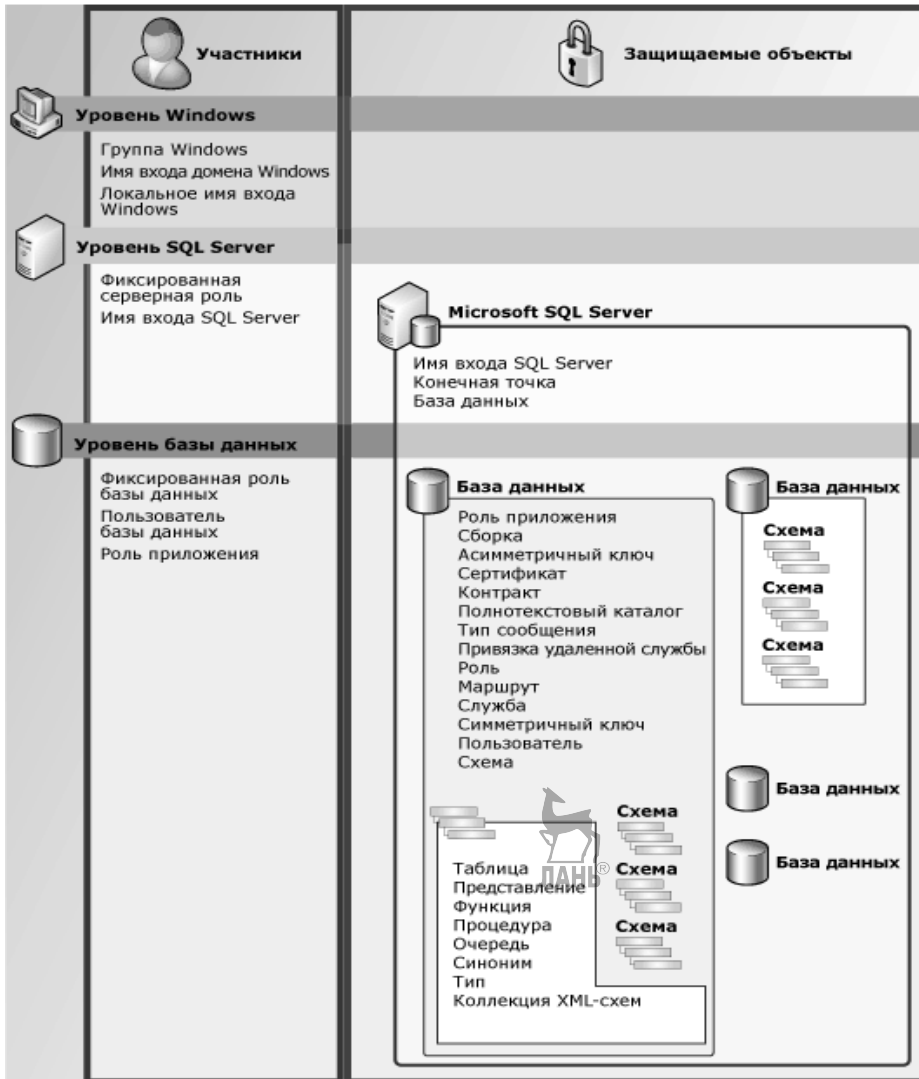 Участники
Защищаемые объекты
Уровень Windows
Группа Windows
Имя входа домена Windows
Локальное имя входа
Windows
Уровень SQL Server
Фиксированная
серверная роль
Имя входа SQL Server
Microsoft SQL Server
Имя входа SQL Server
Конечная точка
База данных
Уровень базы данных
Фиксированная роль
базы данных
Пользователь
базы данных
Роль приложения
База данных
Роль приложения
Сборка
Асимметричный ключ
Сертификат
Контракт
Полнотекстовый каталог
Тип сообщения
Привязка удаленной службы
Роль
Маршрут
Служба
Симметричный ключ
Пользователь
Схема
Таблица
Представление
Функция
Процедура
Очередь
Синоним
Тип
Коллекция XML-схем
ЛАНЬ®
Схема
Схема
Схема
База данных
Схема
Схема
Схема
База данных
База данных